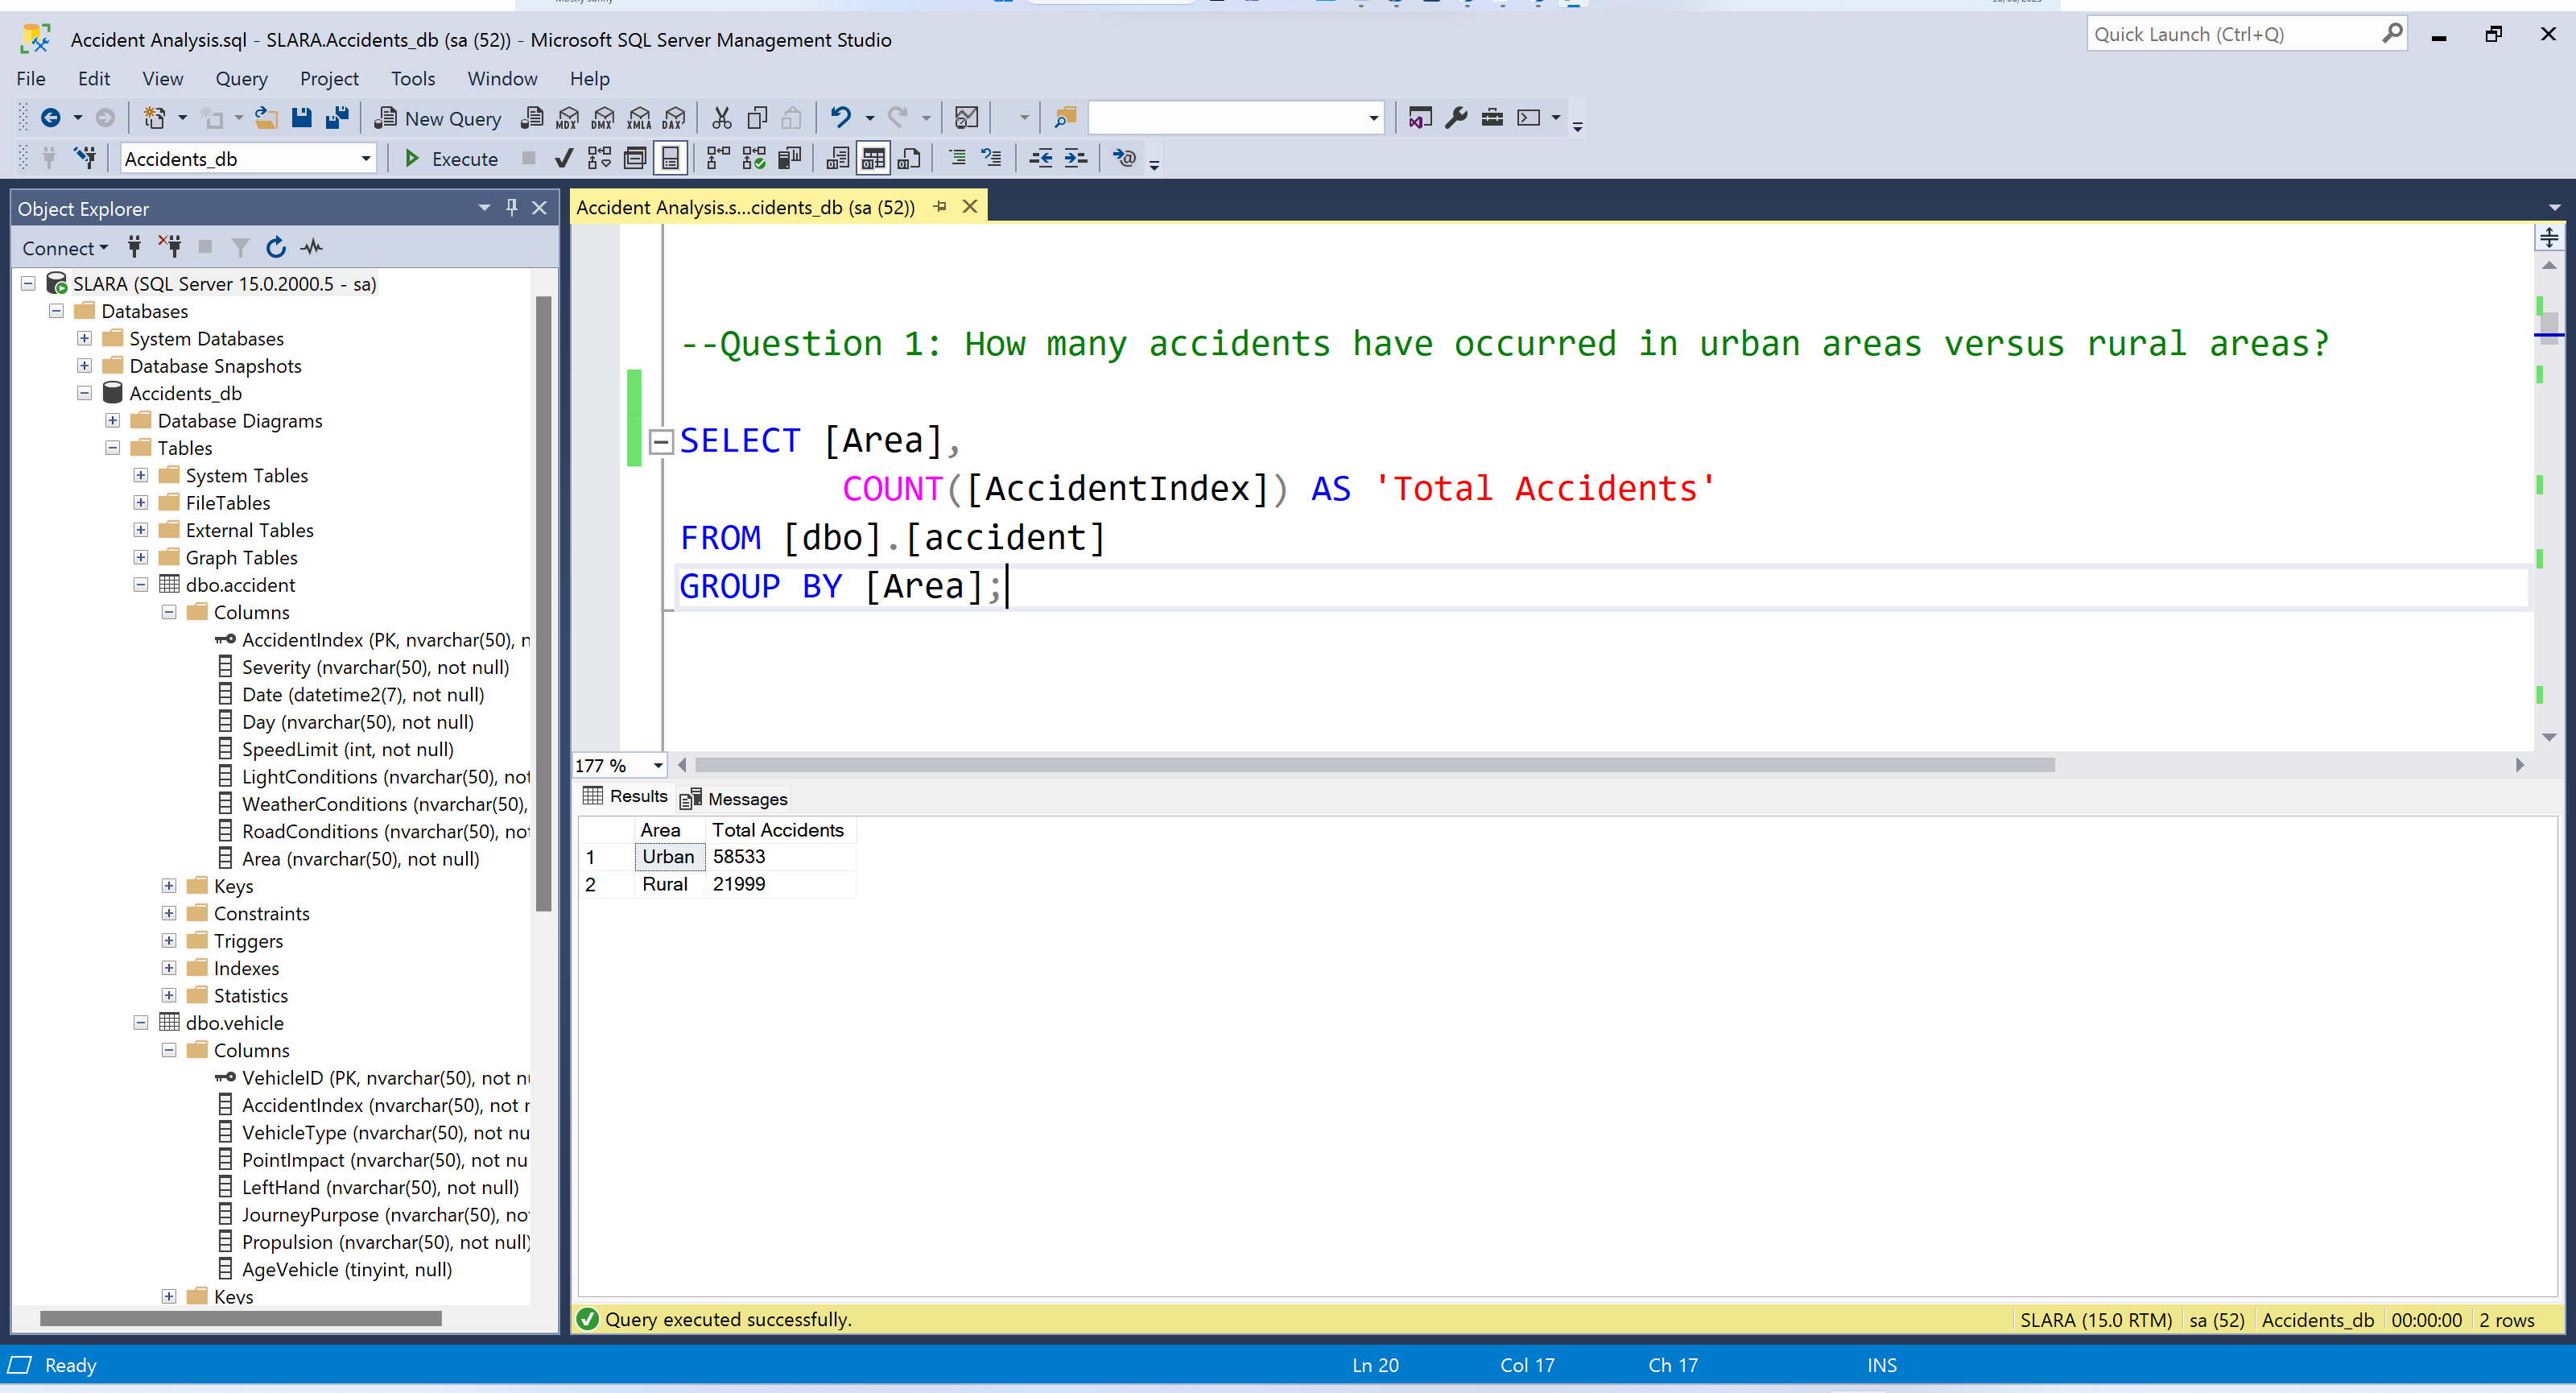 Mostly sunny
Accident Analysis.sql - SLARA.Accidents_db (sa (52)) - Microsoft SQL Server Management Studio
Quick Launch (Ctrl+Q)
File Edit View Query Project Tools Window Help
New Query MDX DMX XMLA DAX
Accidents_db Execute
Object Explorer
Connect
SLARA (SQL Server 15.0.2000.5 - sa)
Databases
System Databases
Database Snapshots
Accidents_db
Database Diagrams
Tables
System Tables
FileTables
External Tables
Graph Tables
dbo.accident
Columns
AccidentIndex (PK, nvarchar(50), n
Severity (nvarchar(50), not null)
Date (datetime2(7), not null)
Day (nvarchar(50), not null)
SpeedLimit (int, not null)
LightConditions (nvarchar(50), not
WeatherConditions (nvarchar(50),
RoadConditions (nvarchar(50), not
Area (nvarchar(50), not null)
Keys
Constraints
Triggers
Indexes
Statistics
dbo.vehicle
Columns
VehicleID (PK, nvarchar(50), not nu
AccidentIndex (nvarchar(50), not n
VehicleType (nvarchar(50), not nu
PointImpact (nvarchar(50), not nu
LeftHand (nvarchar(50), not null)
JourneyPurpose (nvarchar(50), not
Propulsion (nvarchar(50), not null)
AgeVehicle (tinyint, null)
Keys
Accident Analysis.s...cidents_db (sa (52))
--Question 1: How many accidents have occurred in urban areas versus rural areas?
SELECT [Area],
COUNT([AccidentIndex]) AS 'Total Accidents'
FROM [dbo].[accident]
GROUP BY [Area];
177 %
Results Messages
Area Total Accidents
1 Urban 58533
2 Rural 21999
Query executed successfully.
SLARA (15.0 RTM) sa (52) Accidents_db 00:00:00 2 rows
Ready Ln 20 Col 17 Ch 17 INS